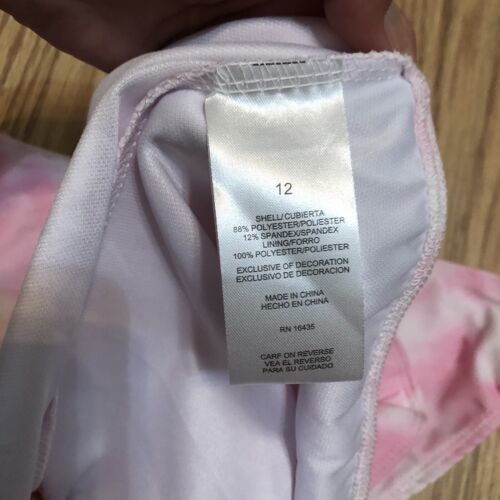 12
SHELL/CUBIERTA
88% POLYESTER/POLIESTER
12% SPANDEX/SPANDEX
LINING/FORRO
100% POLYESTER/POLIESTER
EXCLUSIVE OF DECORATION
EXCLUSIVO DE DECORACION
MADE IN CHINA
HECHO EN CHINA
RN 16435
CARE ON REVERSE
VEA EL REVERSO
PARA SU CUIDADO